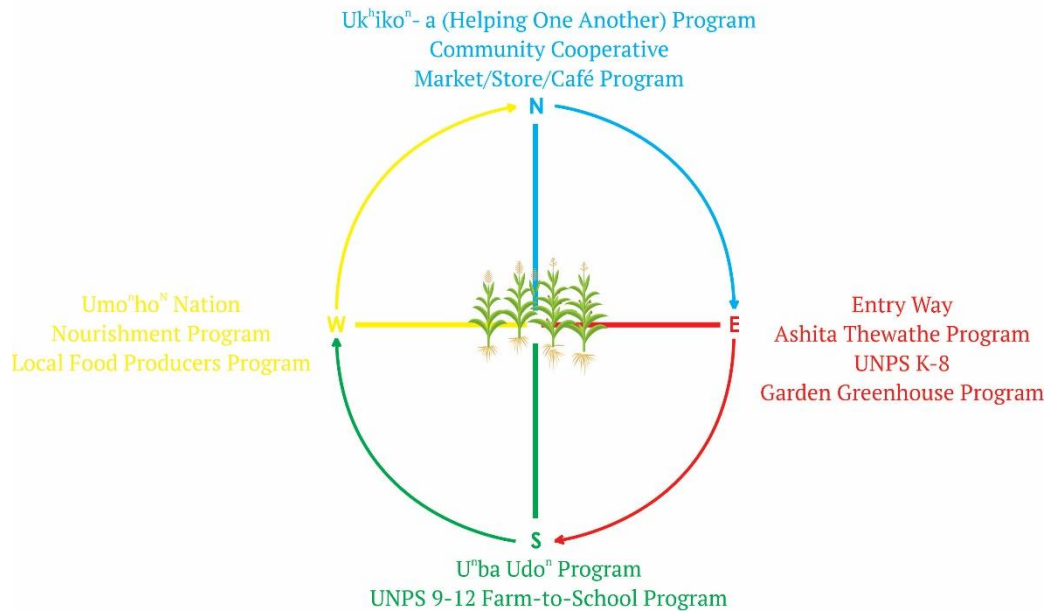 Ukʰikoⁿ- a (Helping One Another) Program
Community Cooperative
Market/Store/Café Program
N
Umoⁿhoᴺ Nation
Nourishment Program
Local Food Producers Program
W
E
Entry Way
Ashita Thewathe Program
UNPS K-8
Garden Greenhouse Program
S
Uⁿba Udoⁿ Program
UNPS 9-12 Farm-to-School Program